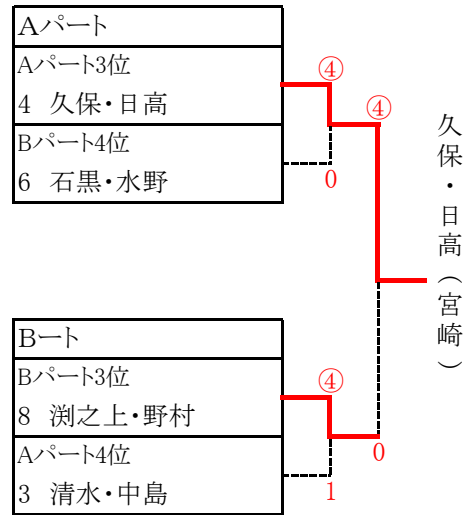 Aパート
Aパート3位
4 久保・日高
Bパート4位
6 石黒・水野
④
0
④
久保・日高（宮崎）
Bート
Bパート3位
8 渕之上・野村
Aパート4位
3 清水・中島
④
1
0